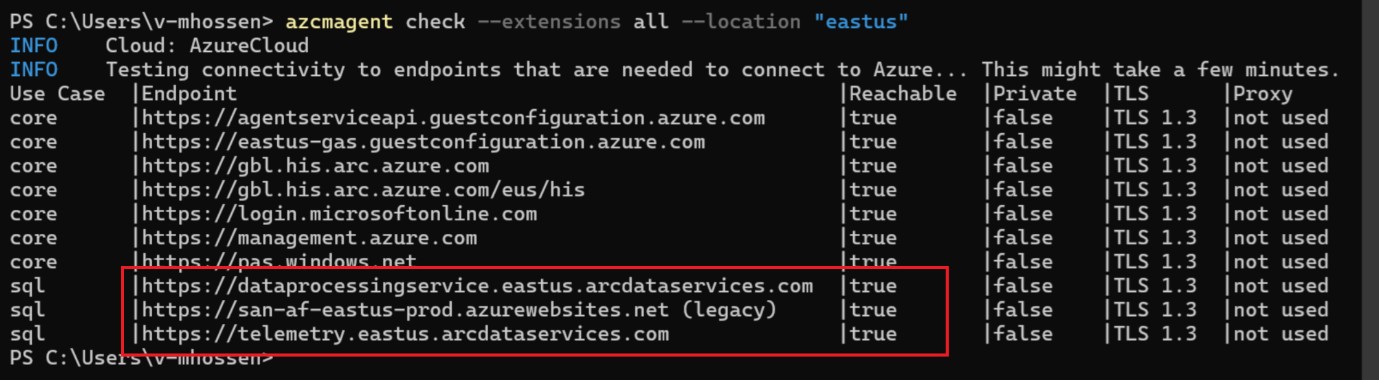 PS C:\Users\v-mhossen> azcmagent check --extensions all --location "eastus"
INFO    Cloud: AzureCloud
INFO    Testing connectivity to endpoints that are needed to connect to Azure... This might take a few minutes.
Use Case  |Endpoint                                                  |Reachable  |Private  |TLS      |Proxy
core      |https://agentserviceapi.guestconfiguration.azure.com      |true       |false    |TLS 1.3  |not used
core      |https://eastus-gas.guestconfiguration.azure.com           |true       |false    |TLS 1.3  |not used
core      |https://gbl.his.arc.azure.com                             |true       |false    |TLS 1.3  |not used
core      |https://gbl.his.arc.azure.com/eus/his                     |true       |false    |TLS 1.3  |not used
core      |https://login.microsoftonline.com                         |true       |false    |TLS 1.3  |not used
core      |https://management.azure.com                              |true       |false    |TLS 1.3  |not used
core      |https://pas.windows.net                                   |true       |false    |TLS 1.3  |not used
sql       |https://dataprocessingservice.eastus.arcdataservices.com  |true       |false    |TLS 1.3  |not used
sql       |https://san-af-eastus-prod.azurewebsites.net (legacy)     |true       |false    |TLS 1.3  |not used
sql       |https://telemetry.eastus.arcdataservices.com              |true       |false    |TLS 1.3  |not used
PS C:\Users\v-mhossen>